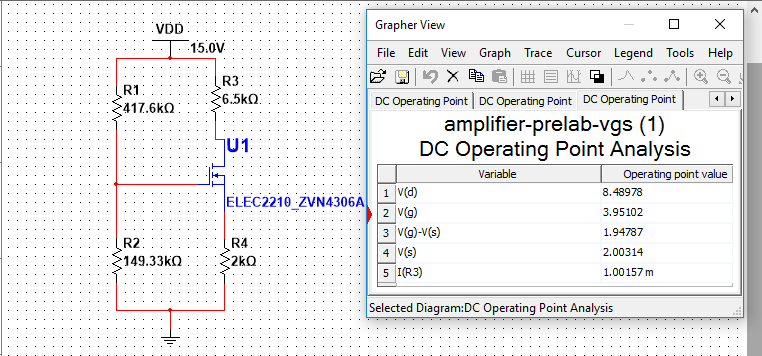 VDD
15.0V
R1
417.6kΩ
R3
6.5kΩ
U1
ELEC2210_ZVN4306A
R2
149.33kΩ
R4
2kΩ
Grapher View
File Edit View Graph Trace Cursor Legend Tools Help
DC Operating Point DC Operating Point DC Operating Point
amplifier-prelab-vgs (1)
DC Operating Point Analysis
Variable Operating point value
1 V(d) 8.48978
2 V(g) 3.95102
3 V(g)-V(s) 1.94787
4 V(s) 2.00314
5 I(R3) 1.00157 m
Selected Diagram:DC Operating Point Analysis